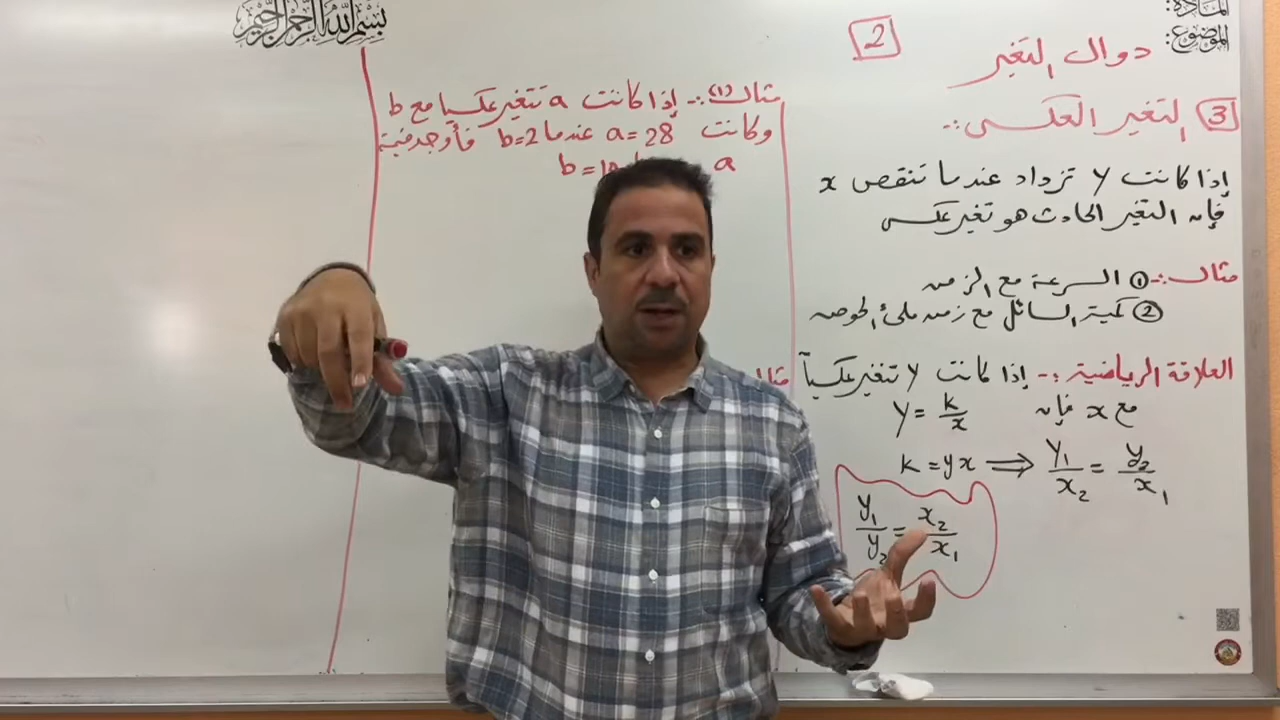 بسم الله الرحمن الرحيم
المادة:
الموضوع:
2
دوال التغير
3 التغير العكسي :-
إذا كانت y تزداد عندما تنقص x
فإن التغير الحادث هو تغير عكسي
مثال :- ① السرعة مع الزمن
② كمية السائل مع زمن ملئ الحوض
العلاقة الرياضية :- إذا كانت y تتغير عكسياً
مع x فإن y = k/x
k = yx ⟹ y₁/x₂ = y₂/x₁
y₁/y₂ = x₂/x₁
مثال (1) :- إذا كانت a تتغير عكسيا مع b
وكانت a = 28 عندما b=2 فأوجد قيمة
a b=10